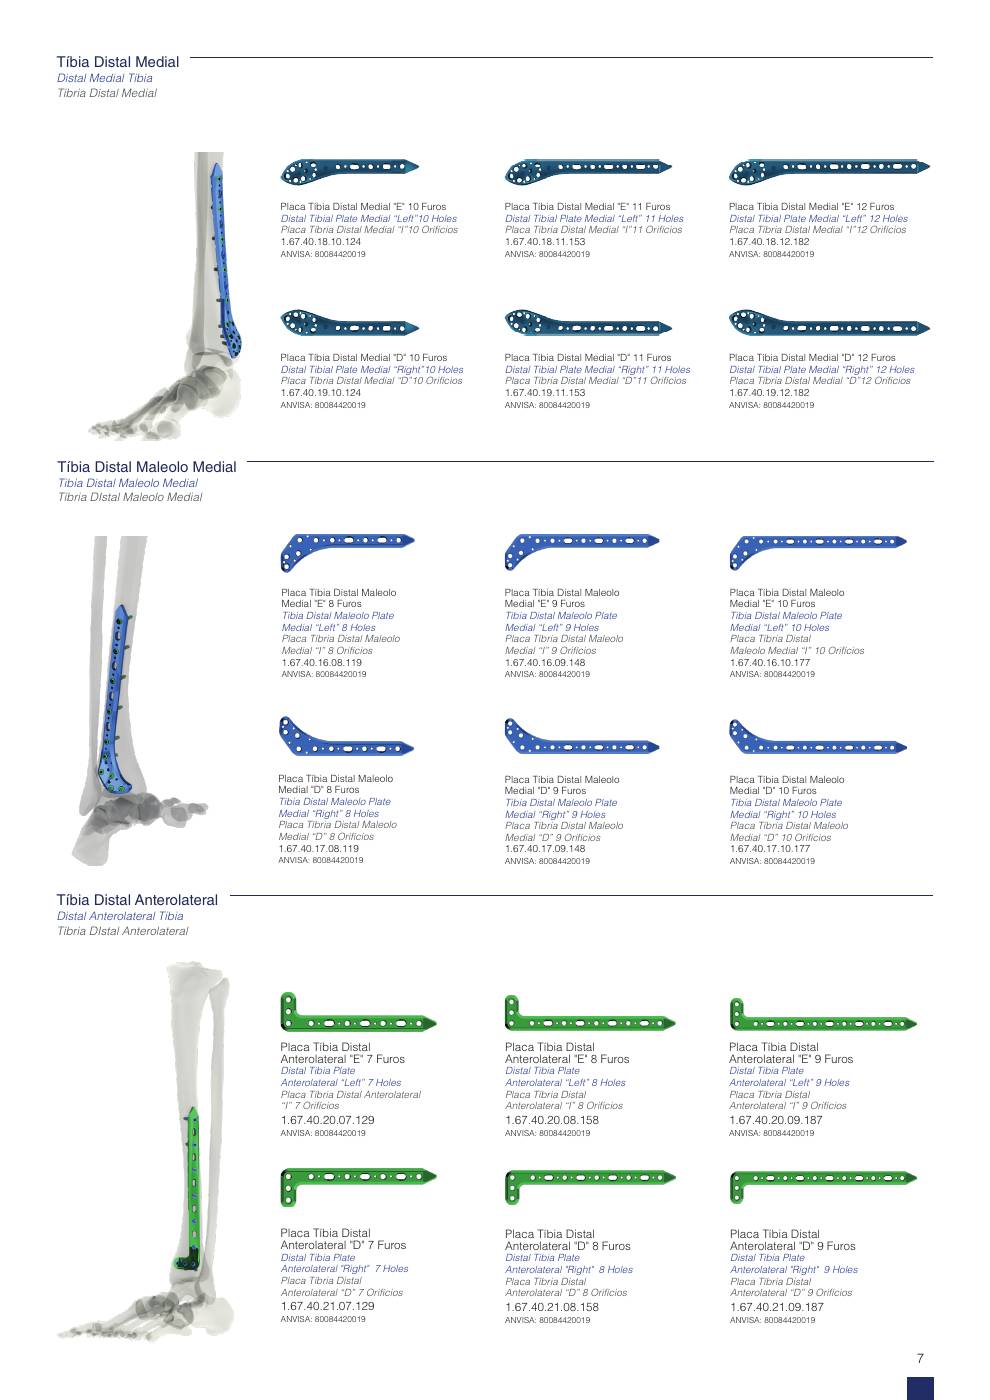 Tíbia Distal Medial
Distal Medial Tibia
Tibria Distal Medial
Placa Tíbia Distal Medial "E" 10 Furos
Distal Tibial Plate Medial “Left”10 Holes
Placa Tibria Distal Medial “I”10 Orificios
1.67.40.18.10.124
ANVISA: 80084420019
Placa Tíbia Distal Medial "E" 11 Furos
Distal Tibial Plate Medial “Left” 11 Holes
Placa Tibria Distal Medial “I”11 Orificios
1.67.40.18.11.153
ANVISA: 80084420019
Placa Tíbia Distal Medial "E" 12 Furos
Distal Tibial Plate Medial “Left” 12 Holes
Placa Tibria Distal Medial “I”12 Orificios
1.67.40.18.12.182
ANVISA: 80084420019
Placa Tíbia Distal Medial "D" 10 Furos
Distal Tibial Plate Medial “Right”10 Holes
Placa Tibria Distal Medial “D”10 Orificios
1.67.40.19.10.124
ANVISA: 80084420019
Placa Tíbia Distal Medial "D" 11 Furos
Distal Tibial Plate Medial “Right” 11 Holes
Placa Tibria Distal Medial “D”11 Orificios
1.67.40.19.11.153
ANVISA: 80084420019
Placa Tíbia Distal Medial "D" 12 Furos
Distal Tibial Plate Medial “Right” 12 Holes
Placa Tibria Distal Medial “D”12 Orificios
1.67.40.19.12.182
ANVISA: 80084420019
Tíbia Distal Maleolo Medial
Tibia Distal Maleolo Medial
Tibria DIstal Maleolo Medial
Placa Tíbia Distal Maleolo
Medial "E" 8 Furos
Tibia Distal Maleolo Plate
Medial “Left” 8 Holes
Placa Tibria Distal Maleolo
Medial “I” 8 Orificios
1.67.40.16.08.119
ANVISA: 80084420019
Placa Tíbia Distal Maleolo
Medial "E" 9 Furos
Tibia Distal Maleolo Plate
Medial “Left” 9 Holes
Placa Tibria Distal Maleolo
Medial “I” 9 Orificios
1.67.40.16.09.148
ANVISA: 80084420019
Placa Tíbia Distal Maleolo
Medial "E" 10 Furos
Tibia Distal Maleolo Plate
Medial “Left” 10 Holes
Placa Tibria Distal
Maleolo Medial “I” 10 Orificios
1.67.40.16.10.177
ANVISA: 80084420019
Placa Tíbia Distal Maleolo
Medial "D" 8 Furos
Tibia Distal Maleolo Plate
Medial “Right” 8 Holes
Placa Tibria Distal Maleolo
Medial “D” 8 Orificios
1.67.40.17.08.119
ANVISA: 80084420019
Placa Tíbia Distal Maleolo
Medial "D" 9 Furos
Tibia Distal Maleolo Plate
Medial “Right” 9 Holes
Placa Tibria Distal Maleolo
Medial “D” 9 Orificios
1.67.40.17.09.148
ANVISA: 80084420019
Placa Tíbia Distal Maleolo
Medial "D" 10 Furos
Tibia Distal Maleolo Plate
Medial “Right” 10 Holes
Placa Tibria Distal Maleolo
Medial “D” 10 Orificios
1.67.40.17.10.177
ANVISA: 80084420019
Tíbia Distal Anterolateral
Distal Anterolateral Tibia
Tibria DIstal Anterolateral
Placa Tíbia Distal
Anterolateral "E" 7 Furos
Distal Tibia Plate
Anterolateral “Left” 7 Holes
Placa Tibria Distal Anterolateral
“I” 7 Orificios
1.67.40.20.07.129
ANVISA: 80084420019
Placa Tíbia Distal
Anterolateral "E" 8 Furos
Distal Tibia Plate
Anterolateral “Left” 8 Holes
Placa Tibria Distal
Anterolateral “I” 8 Orificios
1.67.40.20.08.158
ANVISA: 80084420019
Placa Tíbia Distal
Anterolateral "E" 9 Furos
Distal Tibia Plate
Anterolateral “Left” 9 Holes
Placa Tibria Distal
Anterolateral “I” 9 Orificios
1.67.40.20.09.187
ANVISA: 80084420019
Placa Tíbia Distal
Anterolateral "D" 7 Furos
Distal Tibia Plate
Anterolateral "Right" 7 Holes
Placa Tibria Distal
Anterolateral “D” 7 Orificios
1.67.40.21.07.129
ANVISA: 80084420019
Placa Tíbia Distal
Anterolateral "D" 8 Furos
Distal Tibia Plate
Anterolateral "Right" 8 Holes
Placa Tibria Distal
Anterolateral “D” 8 Orificios
1.67.40.21.08.158
ANVISA: 80084420019
Placa Tíbia Distal
Anterolateral "D" 9 Furos
Distal Tibia Plate
Anterolateral "Right" 9 Holes
Placa Tibria Distal
Anterolateral “D” 9 Orificios
1.67.40.21.09.187
ANVISA: 80084420019
7